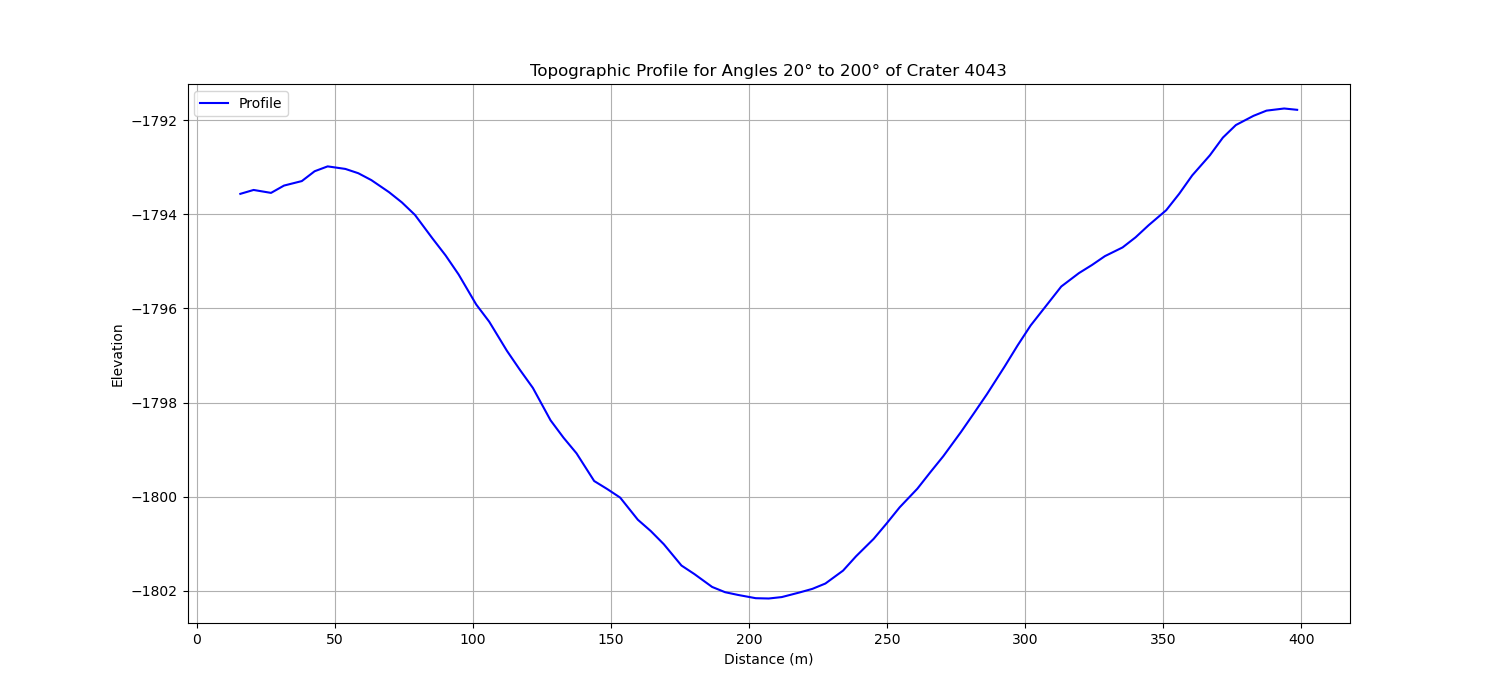 Topographic Profile for Angles 20° to 200° of Crater 4043
Profile
−1792
−1794
−1796
−1798
−1800
−1802
Elevation
0 50 100 150 200 250 300 350 400
Distance (m)